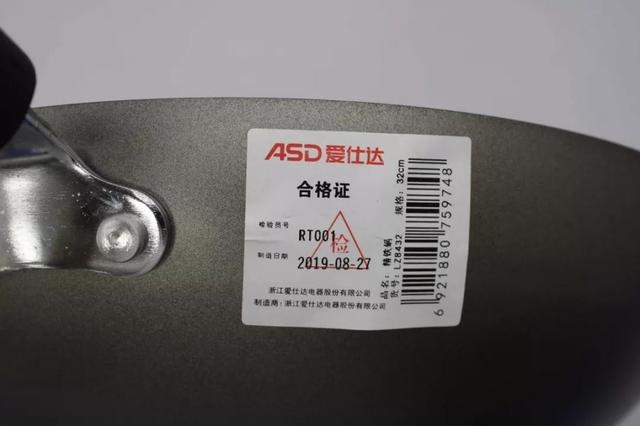 ASD爱仕达
合格证
检验员号 RT001
检
制造日期 2019-08-27
浙江爱仕达电器股份有限公司
制造商:浙江爱仕达电器股份有限公司
品名:精铁锅 规格:32cm
货号:LZ8432
6 921880 759748